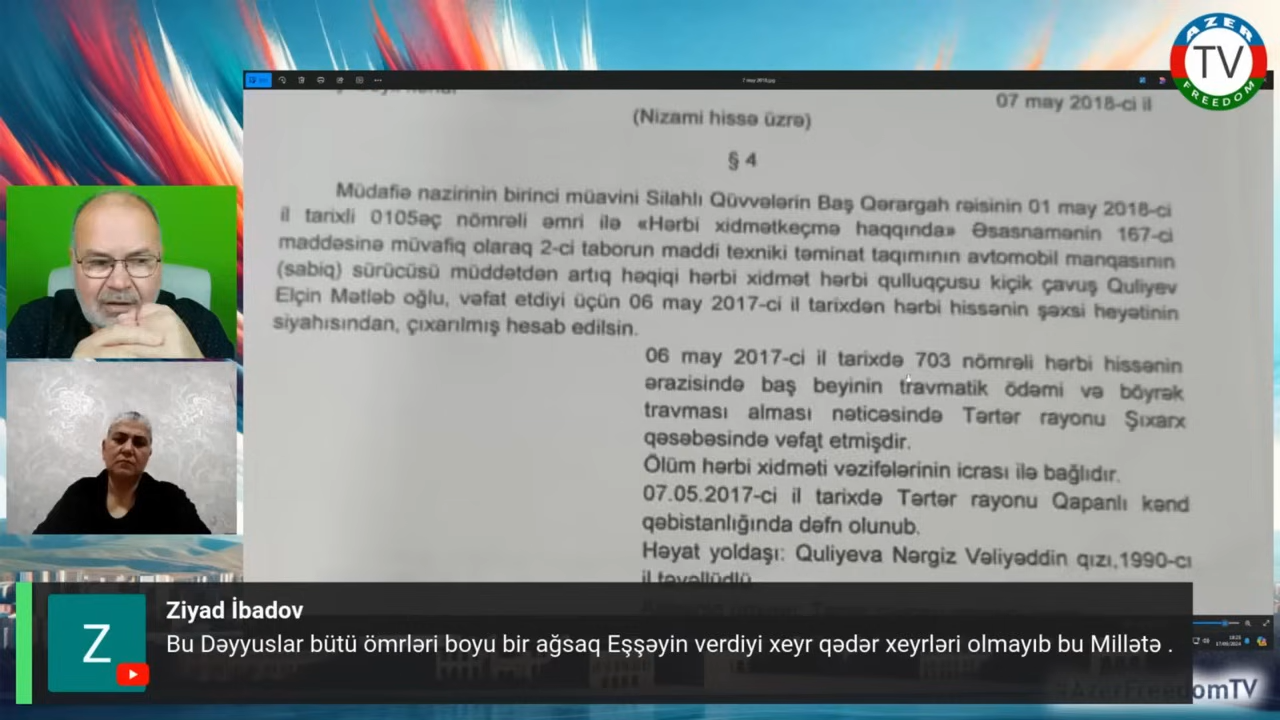 AZER
TV
FREEDOM
7 may 2018.jpg
07 may 2018-ci il
(Nizami hissə üzrə)
§ 4
Müdafiə nazirinin birinci müavini Silahlı Qüvvələrin Baş Qərargah rəisinin 01 may 2018-ci
il tarixli 0105əç nömrəli əmri ilə «Hərbi xidmətkeçmə haqqında» Əsasnamənin 167-ci
maddəsinə müvafiq olaraq 2-ci taborun maddi texniki təminat taqımının avtomobil manqasının
(sabiq) sürücüsü müddətdən artıq həqiqi hərbi xidmət hərbi qulluqçusu kiçik çavuş Quliyev
Elçin Mətləb oğlu, vəfat etdiyi üçün 06 may 2017-ci il tarixdən hərbi hissənin şəxsi heyətinin
siyahısından, çıxarılmış hesab edilsin.
06 may 2017-ci il tarixdə 703 nömrəli hərbi hissənin
ərazisində baş beyinin travmatik ödəmi və böyrək
travması alması nəticəsində Tərtər rayonu Şıxarx
qəsəbəsində vəfat etmişdir.
Ölüm hərbi xidməti vəzifələrinin icrası ilə bağlıdır.
07.05.2017-ci il tarixdə Tərtər rayonu Qapanlı kənd
qəbistanlığında dəfn olunub.
Həyat yoldaşı: Quliyeva Nərgiz Vəliyəddin qızı,1990-cı
il təvəllüdlü
Z
Ziyad İbadov
Bu Dəyyuslar bütü ömrləri boyu bir ağsaq Eşşəyin verdiyi xeyr qədər xeyrləri olmayıb bu Millətə .
#AzerFreedomTV